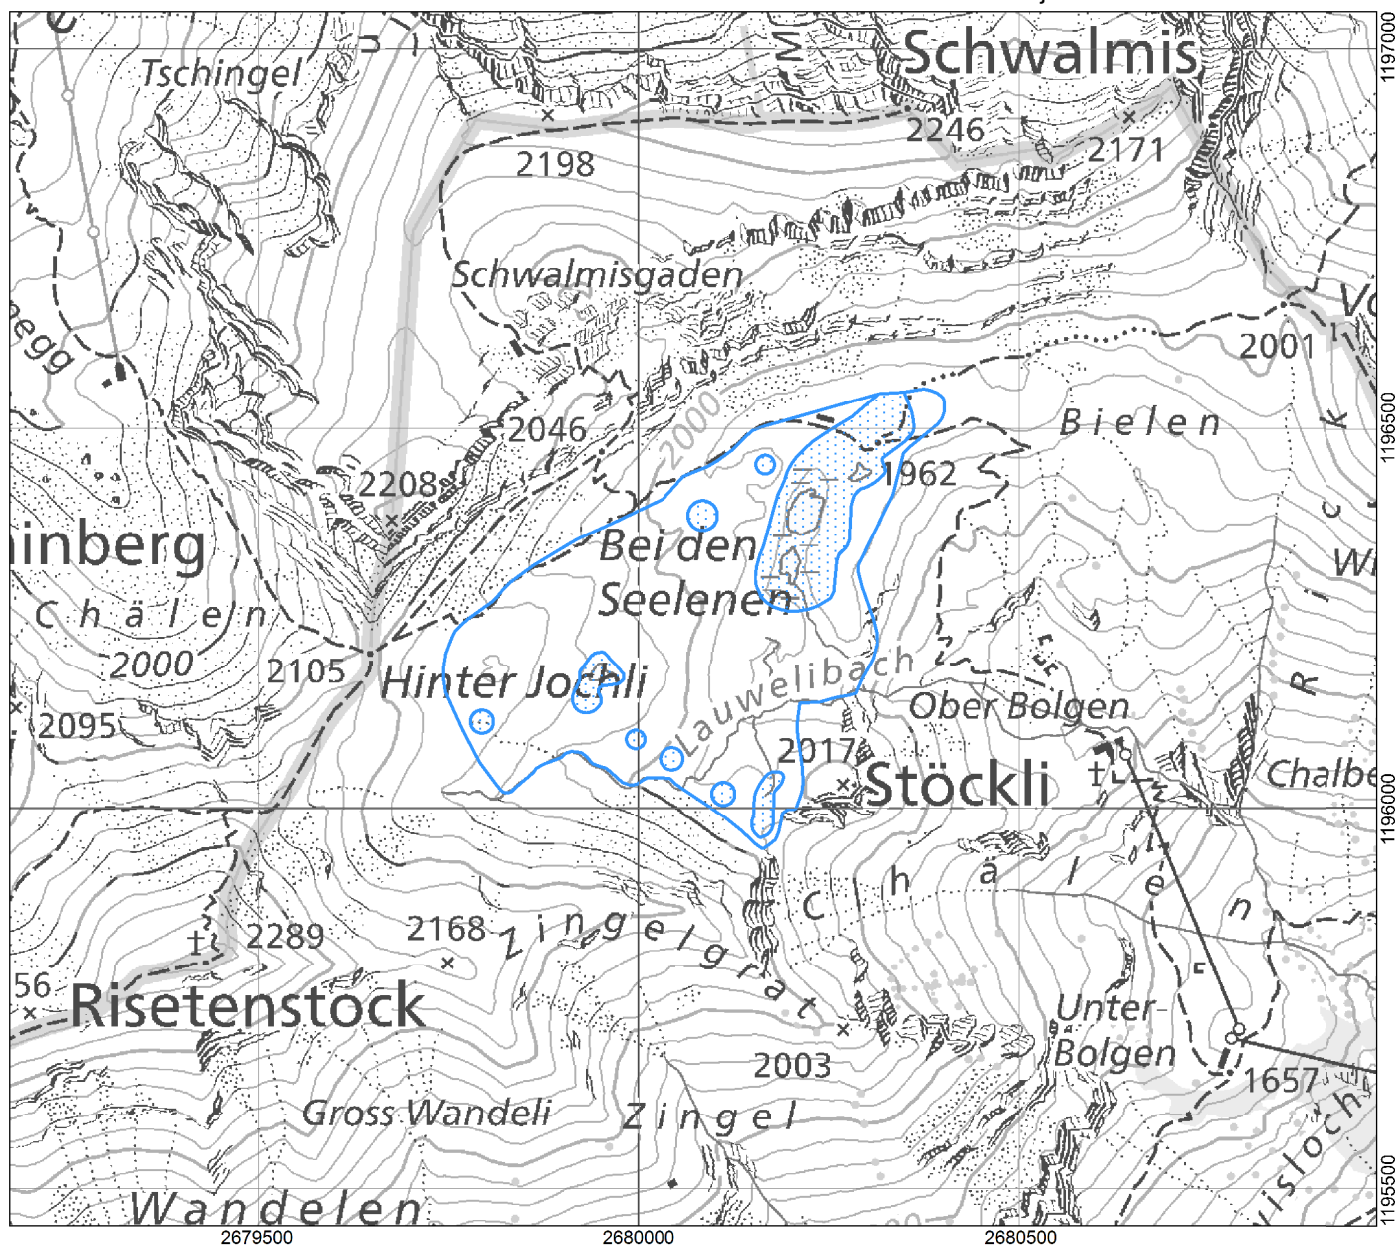 Schwalmis
1197000
Tschingel
2246
2171
2198
Schwalmisgaden
2001
2046
Bielen
1196500
2208
1962
Bei den
Seelenen
Chälen
2000
2000
2105
Hinter Jochli
Lauwelibach
Ober Bolgen
2095
2017
Stöckli
1196000
Chälen
2289
2168
Zingelgrat
56
Risetenstock
Unter-
Bolgen
2003
1657
Gross Wandeli
Zingel
Wandelen
1195500
2679500
2680000
2680500